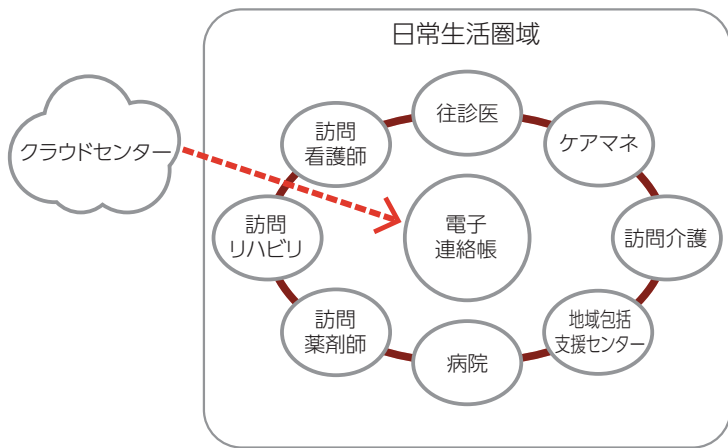 日常生活圏域
クラウドセンター
往診医
訪問
看護師
ケアマネ
訪問
リハビリ
電子
連絡帳
訪問介護
訪問
薬剤師
病院
地域包括
支援センター